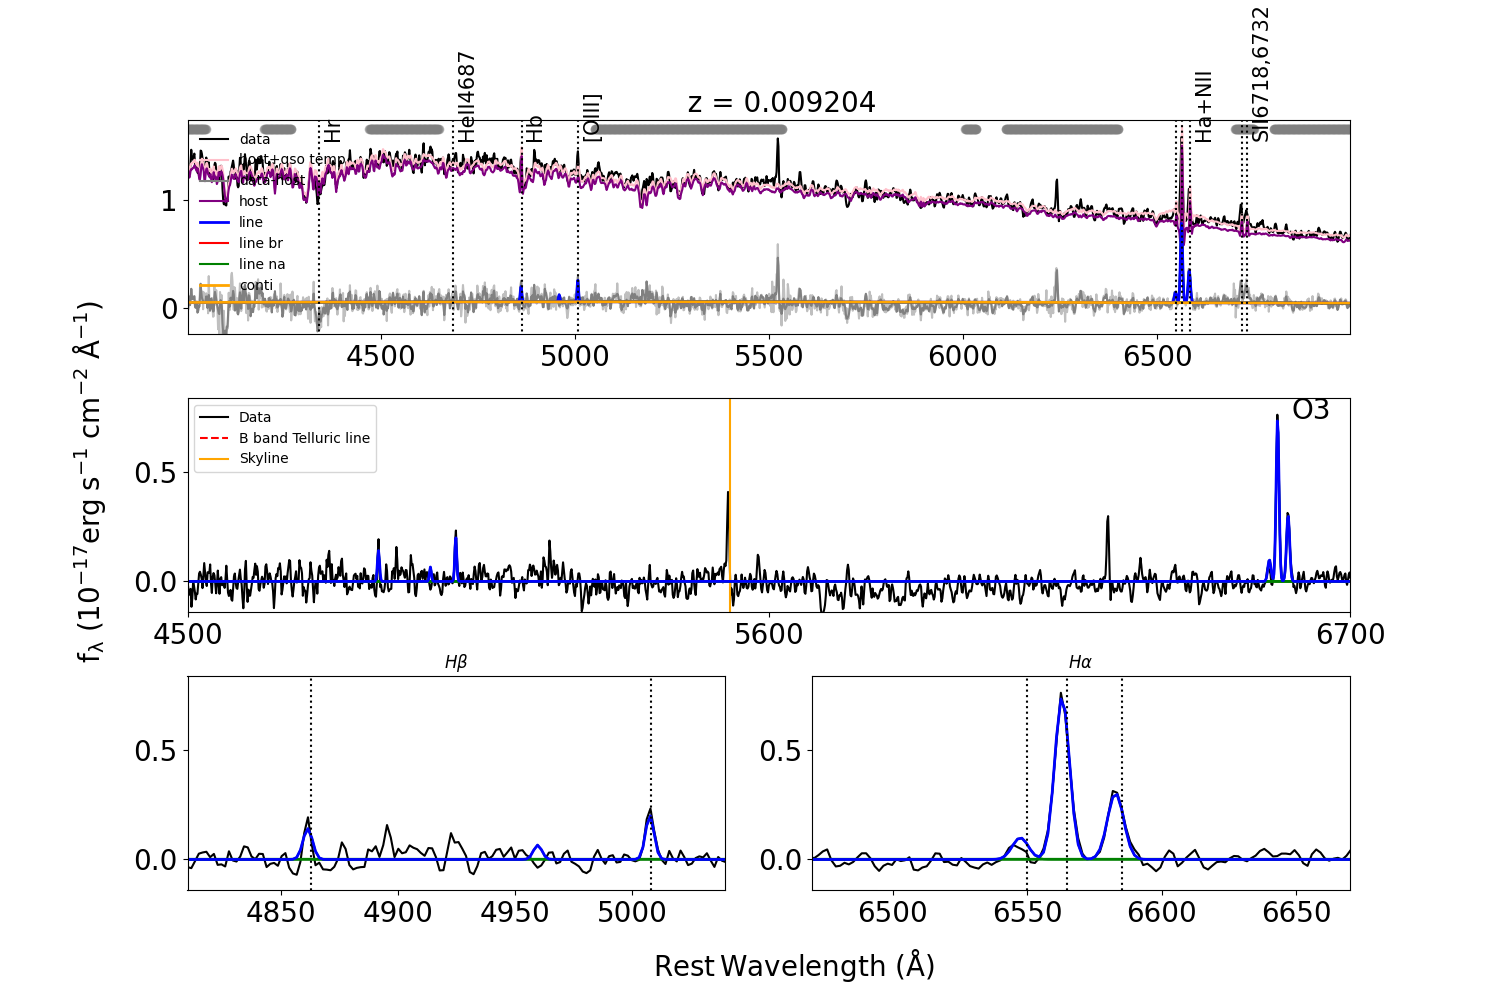 z = 0.009204
Hr
HeII4687
Hb
[OIII]
Ha+NII
SII6718,6732
data
host+qso temp
data-host
host
line
line br
line na
conti
1
0
4500 5000 5500 6000 6500
fλ (10−17erg s−1 cm−2 Å−1)
Data
B band Telluric line
Skyline
O3
0.5
0.0
4500 5600 6700
Hβ
0.5
0.0
4850 4900 4950 5000
Hα
0.5
0.0
6500 6550 6600 6650
Rest Wavelength (Å)